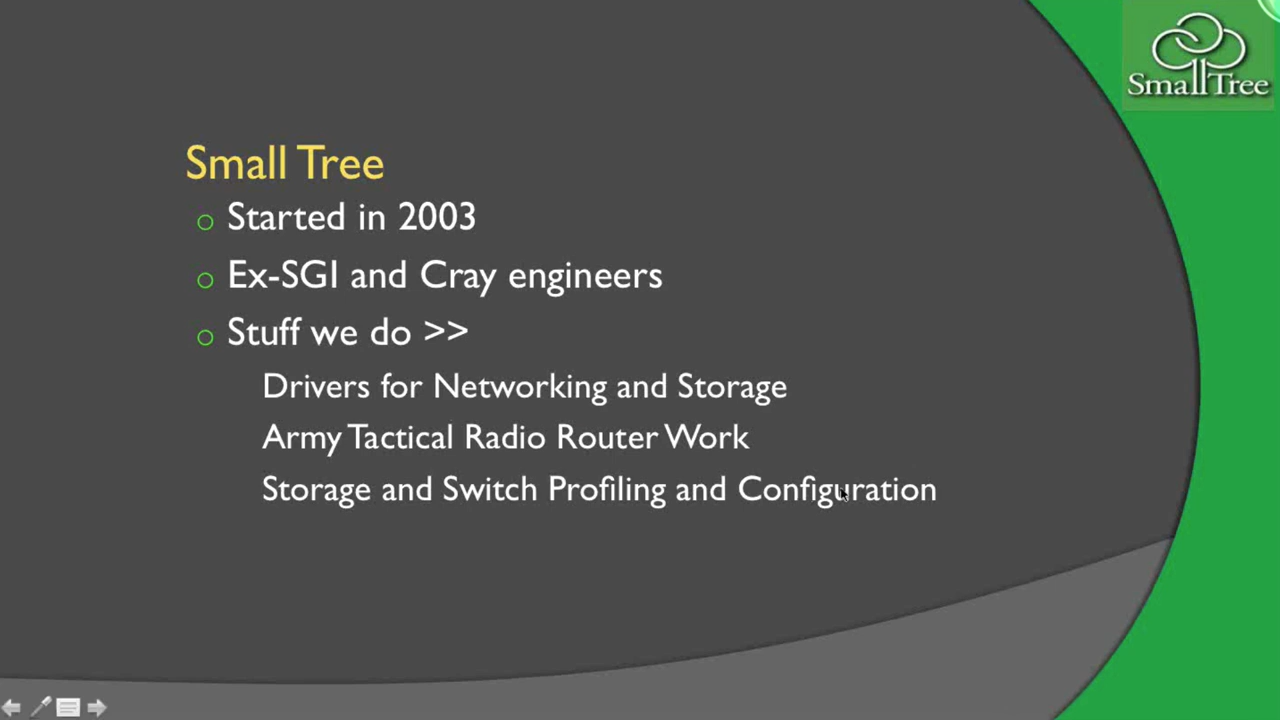 SmallTree
Small Tree
Started in 2003
Ex-SGI and Cray engineers
Stuff we do >>
Drivers for Networking and Storage
Army Tactical Radio Router Work
Storage and Switch Profiling and Configuration